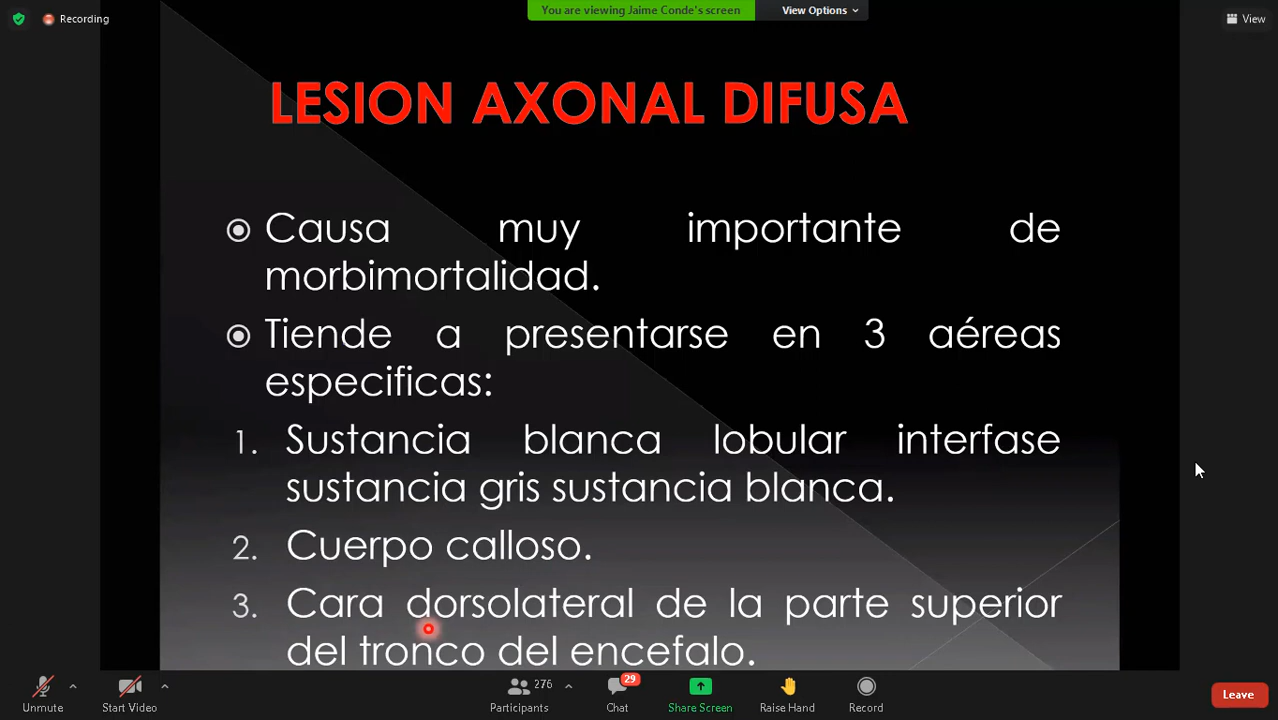 Recording
You are viewing Jaime Conde's screen
View Options
View
LESION AXONAL DIFUSA
Causa muy importante de
morbimortalidad.
Tiende a presentarse en 3 aéreas
especificas:
1. Sustancia blanca lobular interfase
sustancia gris sustancia blanca.
2. Cuerpo calloso.
3. Cara dorsolateral de la parte superior
del tronco del encefalo.
Unmute
Start Video
276
Participants
29
Chat
Share Screen
Raise Hand
Record
Leave